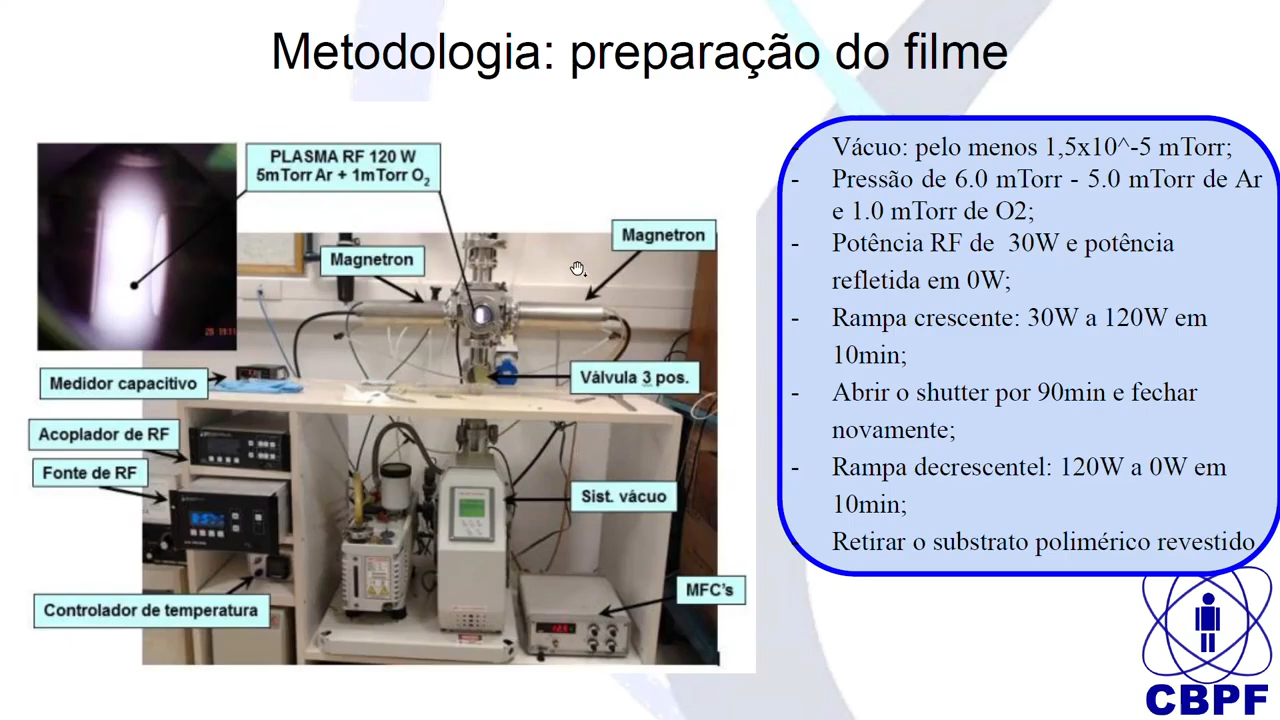 Metodologia: preparação do filme
PLASMA RF 120 W
5mTorr Ar + 1mTorr O2
Magnetron
Magnetron
Medidor capacitivo
Válvula 3 pos.
Acoplador de RF
Fonte de RF
Sist. vácuo
MFC's
Controlador de temperatura
- Vácuo: pelo menos 1,5x10^-5 mTorr;
- Pressão de 6.0 mTorr - 5.0 mTorr de Ar
e 1.0 mTorr de O2;
- Potência RF de 30W e potência
refletida em 0W;
- Rampa crescente: 30W a 120W em
10min;
- Abrir o shutter por 90min e fechar
novamente;
- Rampa decrescentel: 120W a 0W em
10min;
- Retirar o substrato polimérico revestido
CBPF